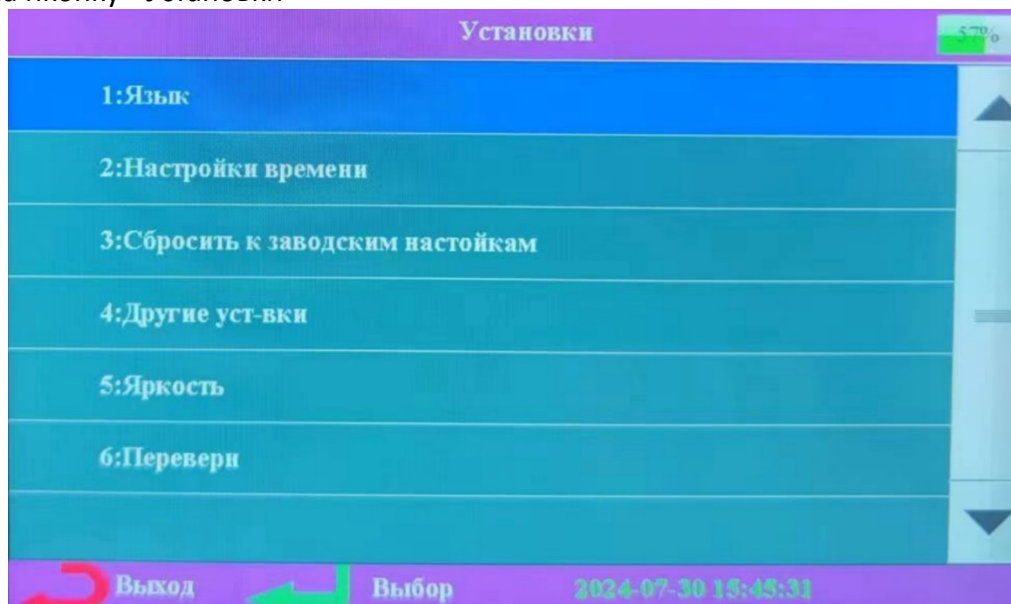 Установки
57%
1:Язык
2:Настройки времени
3:Сбросить к заводским настойкам
4:Другие уст-вки
5:Яркость
6:Перевери
Выход Выбор 2024-07-30 15:45:31